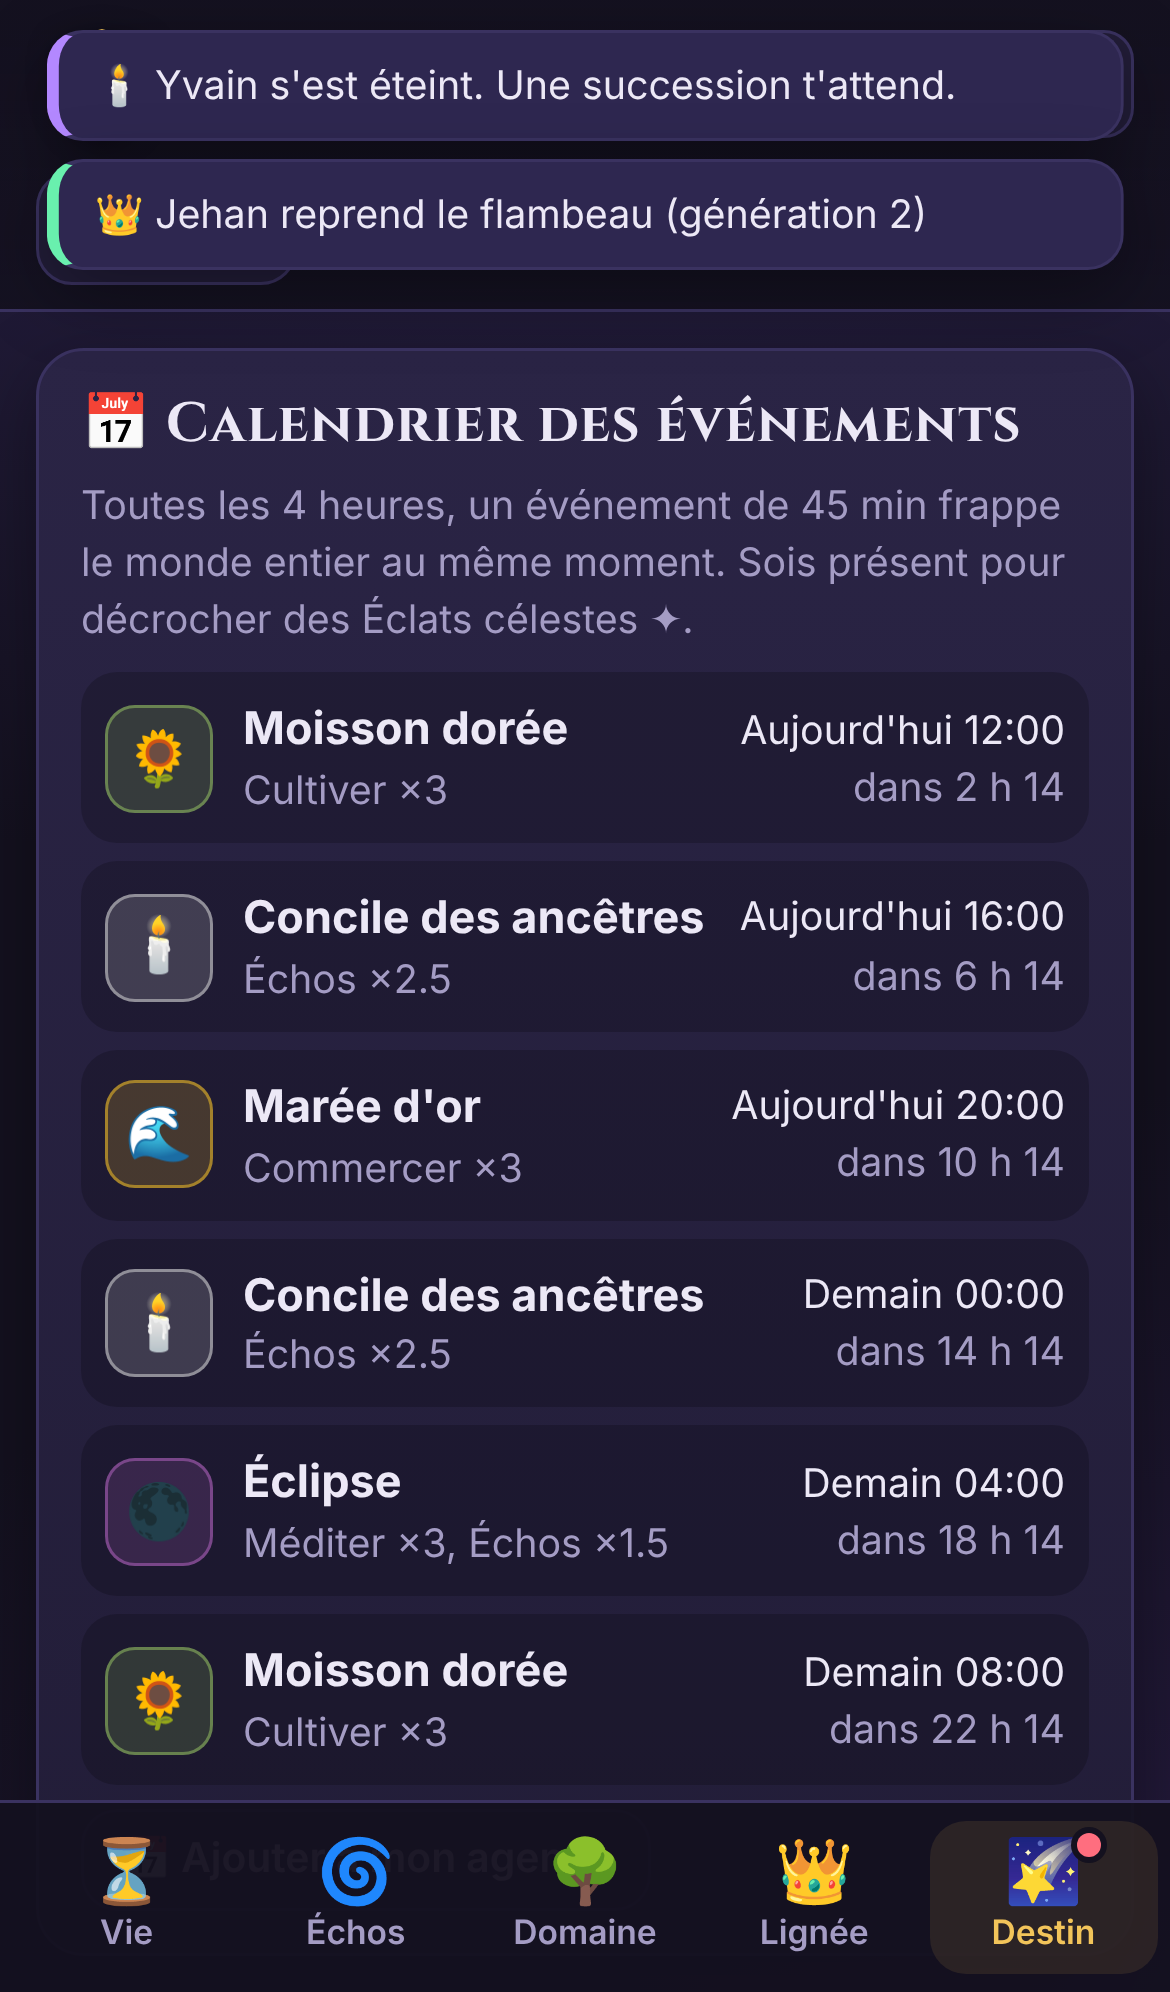 Yvain s'est éteint. Une succession t'attend.
Jehan reprend le flambeau (génération 2)
July
17
Calendrier des événements
Toutes les 4 heures, un événement de 45 min frappe
le monde entier au même moment. Sois présent pour
décrocher des Éclats célestes ✦.
Moisson dorée
Aujourd'hui 12:00
Cultiver ×3
dans 2 h 14
Concile des ancêtres
Aujourd'hui 16:00
Échos ×2.5
dans 6 h 14
Marée d'or
Aujourd'hui 20:00
Commercer ×3
dans 10 h 14
Concile des ancêtres
Demain 00:00
Échos ×2.5
dans 14 h 14
Éclipse
Demain 04:00
Méditer ×3, Échos ×1.5
dans 18 h 14
Moisson dorée
Demain 08:00
Cultiver ×3
dans 22 h 14
Ajouter mon agen
Vie
Échos
Domaine
Lignée
Destin